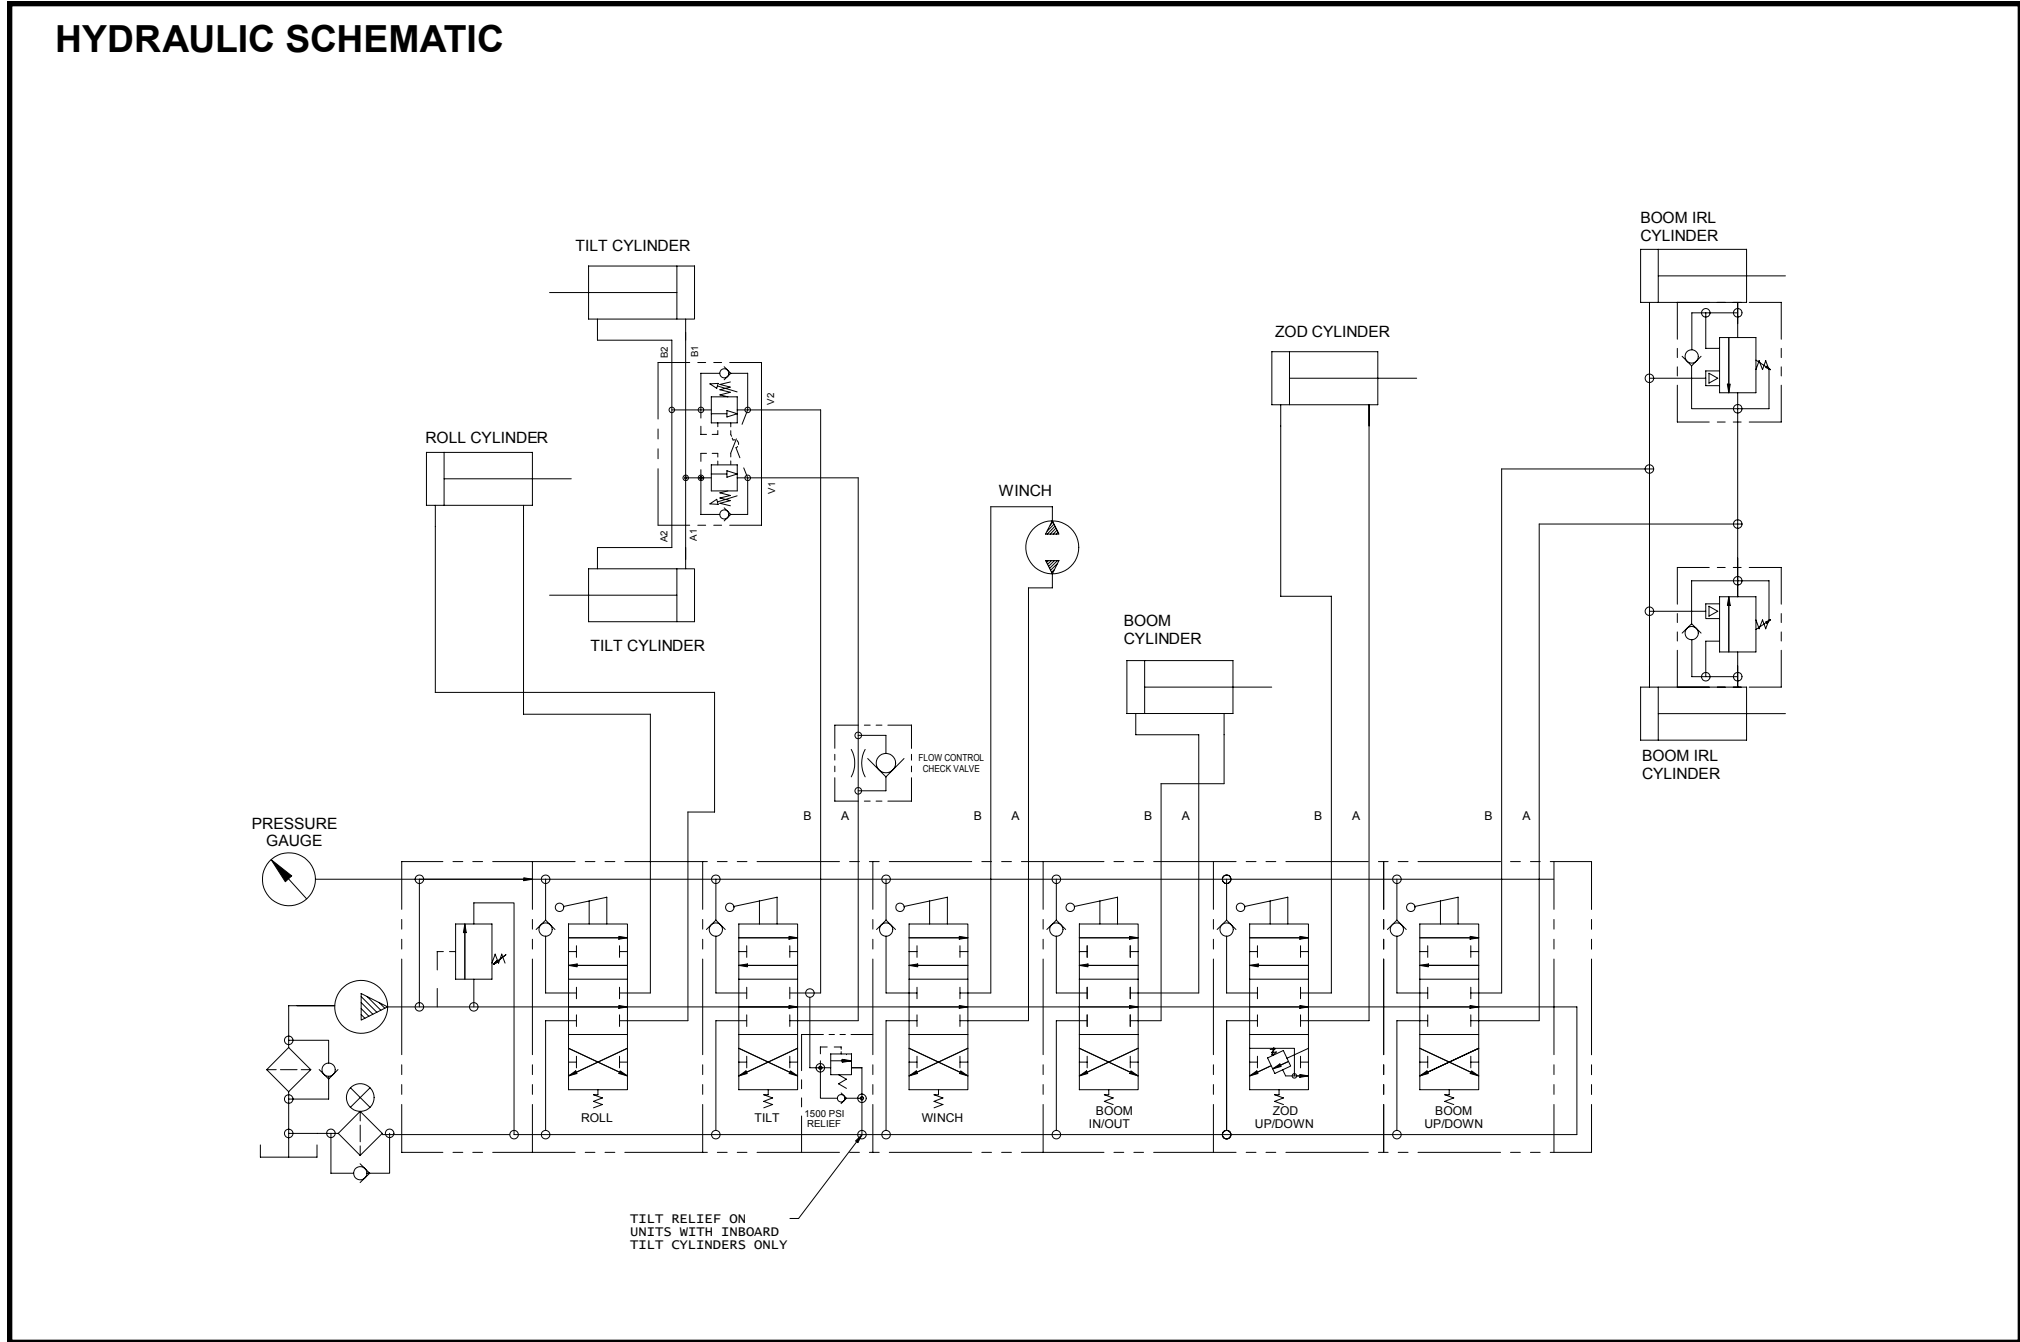 HYDRAULIC SCHEMATIC
BOOM IRL
CYLINDER
TILT CYLINDER
ZOD CYLINDER
B2
B1
V2
ROLL CYLINDER
V1
WINCH
A2
A1
BOOM
CYLINDER
TILT CYLINDER
FLOW CONTROL
CHECK VALVE
BOOM IRL
CYLINDER
PRESSURE
GAUGE
B A B A B A B A B A
ROLL
TILT
1500 PSI
RELIEF
WINCH
BOOM
IN/OUT
ZOD
UP/DOWN
BOOM
UP/DOWN
TILT RELIEF ON
UNITS WITH INBOARD
TILT CYLINDERS ONLY